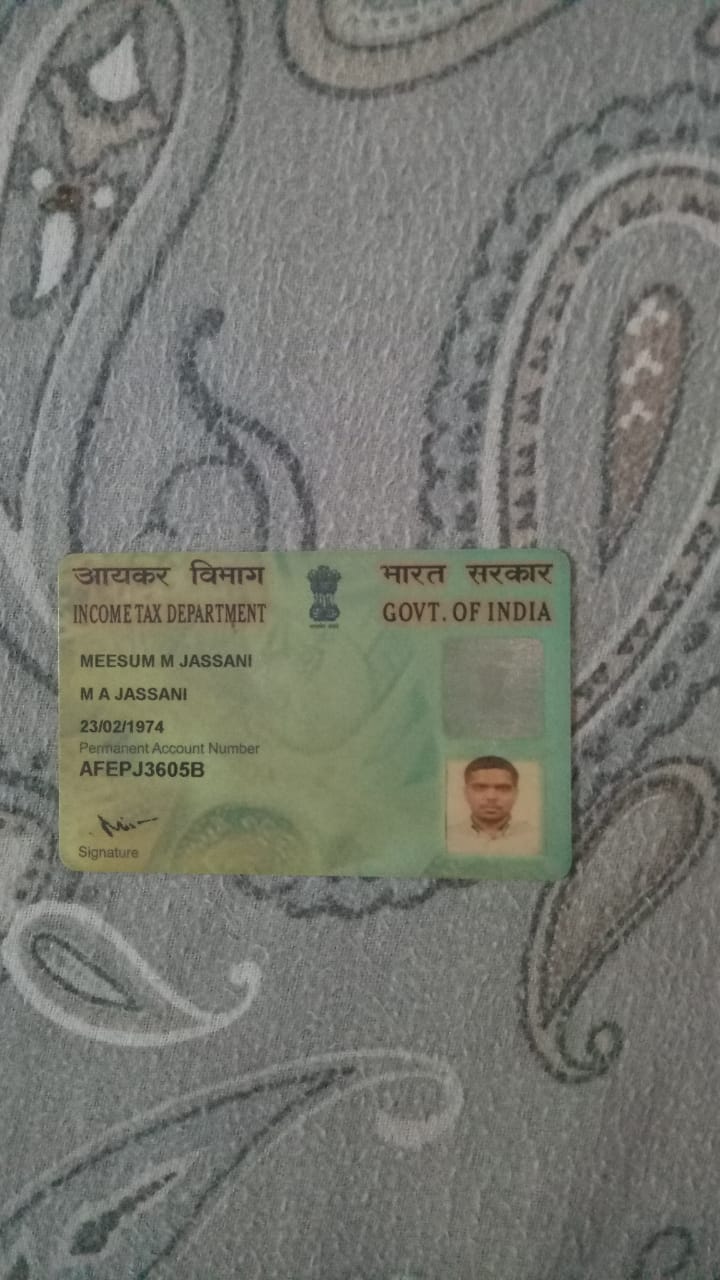 आयकर विभाग
भारत सरकार
INCOME TAX DEPARTMENT
GOVT. OF INDIA
MEESUM M JASSANI
M A JASSANI
23/02/1974
Permanent Account Number
AFEPJ3605B
Signature